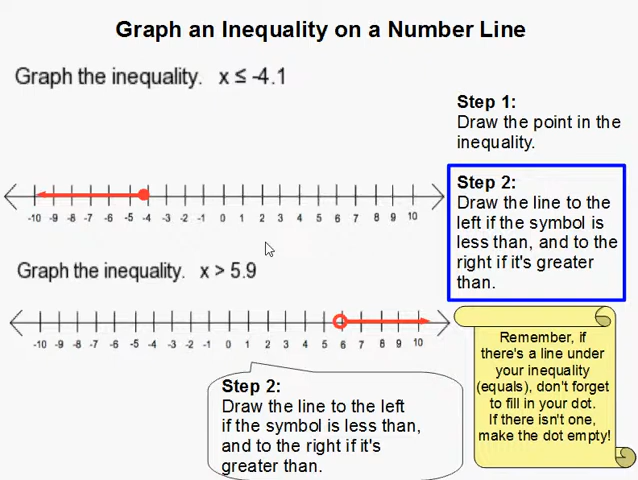 Graph an Inequality on a Number Line
Graph the inequality.   x ≤ -4.1
Step 1:
Draw the point in the
inequality.
Step 2:
Draw the line to the
left if the symbol is
less than, and to the
right if it's greater
than.
-10 -9 -8 -7 -6 -5 -4 -3 -2 -1 0 1 2 3 4 5 6 7 8 9 10
Graph the inequality.   x > 5.9
-10 -9 -8 -7 -6 -5 -4 -3 -2 -1 0 1 2 3 4 5 6 7 8 9 10
Remember, if
there's a line under
your inequality
(equals), don't forget
to fill in your dot.
If there isn't one,
make the dot empty!
Step 2:
Draw the line to the left
if the symbol is less than,
and to the right if it's
greater than.